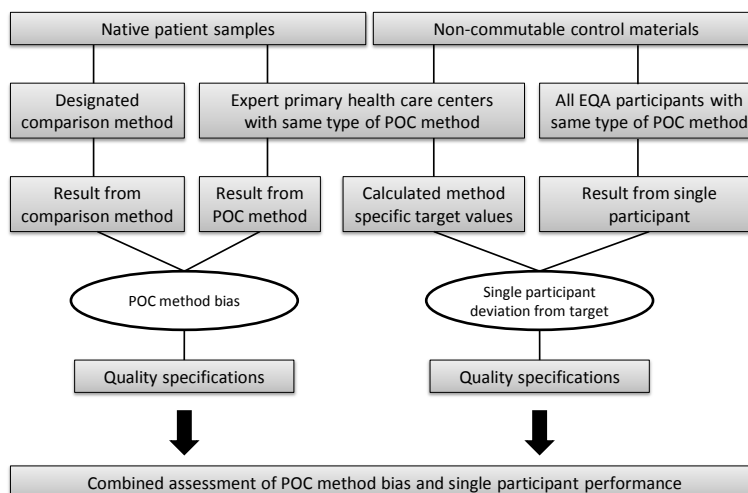 Native patient samples
Non-commutable control materials
Designated
comparison method
Expert primary health care centers
with same type of POC method
All EQA participants with
same type of POC method
Result from
comparison method
Result from
POC method
Calculated method
specific target values
Result from single
participant
POC method bias
Single participant
deviation from target
Quality specifications
Quality specifications
Combined assessment of POC method bias and single participant performance